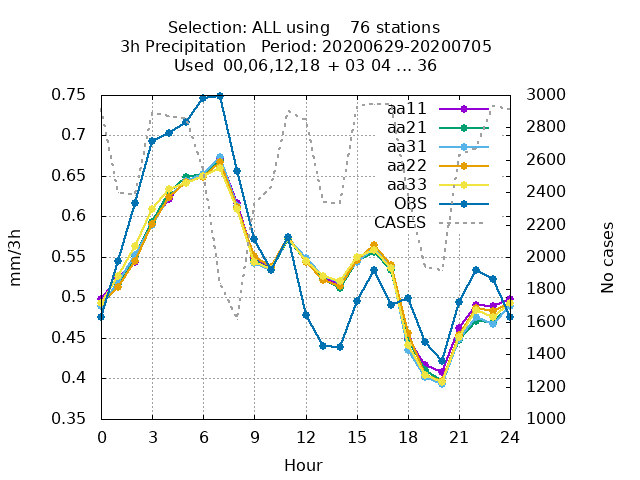 Selection: ALL using    76 stations
3h Precipitation   Period: 20200629-20200705
Used 00,06,12,18 + 03 04 ... 36
0.75
0.7
0.65
0.6
0.55
0.5
0.45
0.4
0.35
3000
2800
2600
2400
2200
2000
1800
1600
1400
1200
1000
aa11
aa21
aa31
aa22
aa33
OBS
CASES
mm/3h
No cases
0 3 6 9 12 15 18 21 24
Hour